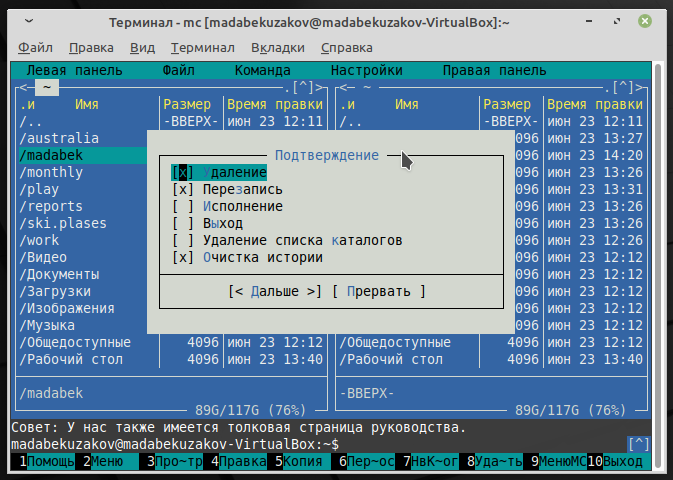 Терминал - mc [madabekuzakov@madabekuzakov-VirtualBox]:~
Файл Правка Вид Терминал Вкладки Справка
Левая панель Файл Команда Настройки Правая панель
<─ ~ .[^]> <─ ~ .[^]>
.и Имя Размер Время правки .и Имя Размер Время правки
/.. -ВВЕРХ- июн 23 12:11 /.. -ВВЕРХ- июн 23 12:11
/australia 4096 июн 23 13:27
/madabek 4096 июн 23 14:20
/monthly 4096 июн 23 13:26
/play 4096 июн 23 13:31
/reports 4096 июн 23 13:26
/ski.plases 4096 июн 23 13:26
/work 4096 июн 23 13:26
/Видео 4096 июн 23 12:12
/Документы 4096 июн 23 12:12
/Загрузки 4096 июн 23 12:12
/Изображения 4096 июн 23 12:12
/Музыка 4096 июн 23 12:12
/Общедоступные 4096 июн 23 12:12 /Общедоступные 4096 июн 23 12:12
/Рабочий стол 4096 июн 23 13:40 /Рабочий стол 4096 июн 23 13:40
Подтверждение
[x] Удаление
[x] Перезапись
[ ] Исполнение
[ ] Выход
[ ] Удаление списка каталогов
[x] Очистка истории
[< Дальше >] [ Прервать ]
/madabek -ВВЕРХ-
89G/117G (76%) 89G/117G (76%)
Совет: У нас также имеется толковая страница руководства.
madabekuzakov@madabekuzakov-VirtualBox:~$ [^]
1Помощь 2Меню 3Про~тр 4Правка 5Копия 6Пер~ос 7НвК~ог 8Уда~ть 9МенюMC 10Выход